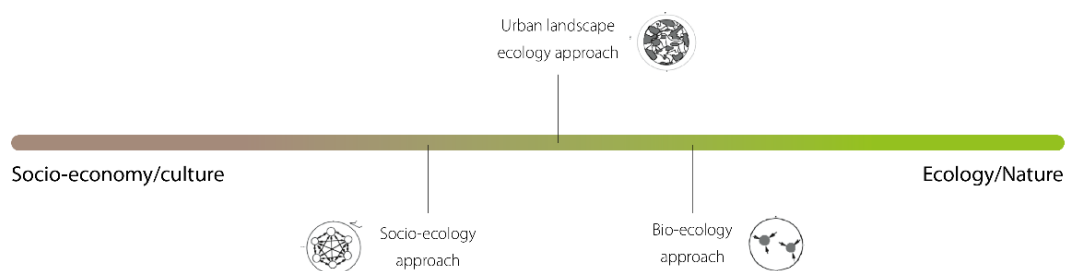 Urban landscape
ecology approach
Socio-economy/culture
Ecology/Nature
Socio-ecology
approach
Bio-ecology
approach